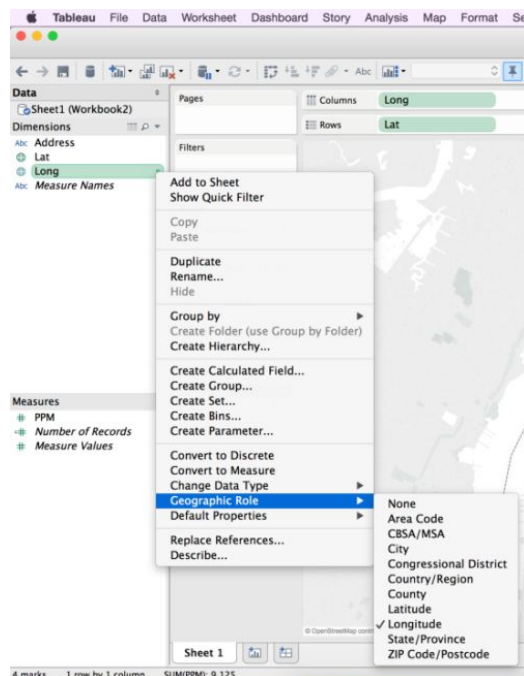 Tableau File Data Worksheet Dashboard Story Analysis Map Format
Abc
Data
Sheet1 (Workbook2)
Dimensions
Abc Address
Lat
Long
Abc Measure Names
Measures
# PPM
Number of Records
# Measure Values
Pages
Filters
Columns Long
Rows Lat
Add to Sheet
Show Quick Filter
Copy
Paste
Duplicate
Rename...
Hide
Group by
Create Folder (use Group by Folder)
Create Hierarchy...
Create Calculated Field...
Create Group...
Create Set...
Create Bins...
Create Parameter...
Convert to Discrete
Convert to Measure
Change Data Type
Geographic Role
Default Properties
Replace References...
Describe...
None
Area Code
CBSA/MSA
City
Congressional District
Country/Region
County
Latitude
✓ Longitude
State/Province
ZIP Code/Postcode
© OpenStreetMap
Sheet 1
4 marks 1 row by 1 column SUM(PPM): 9,125